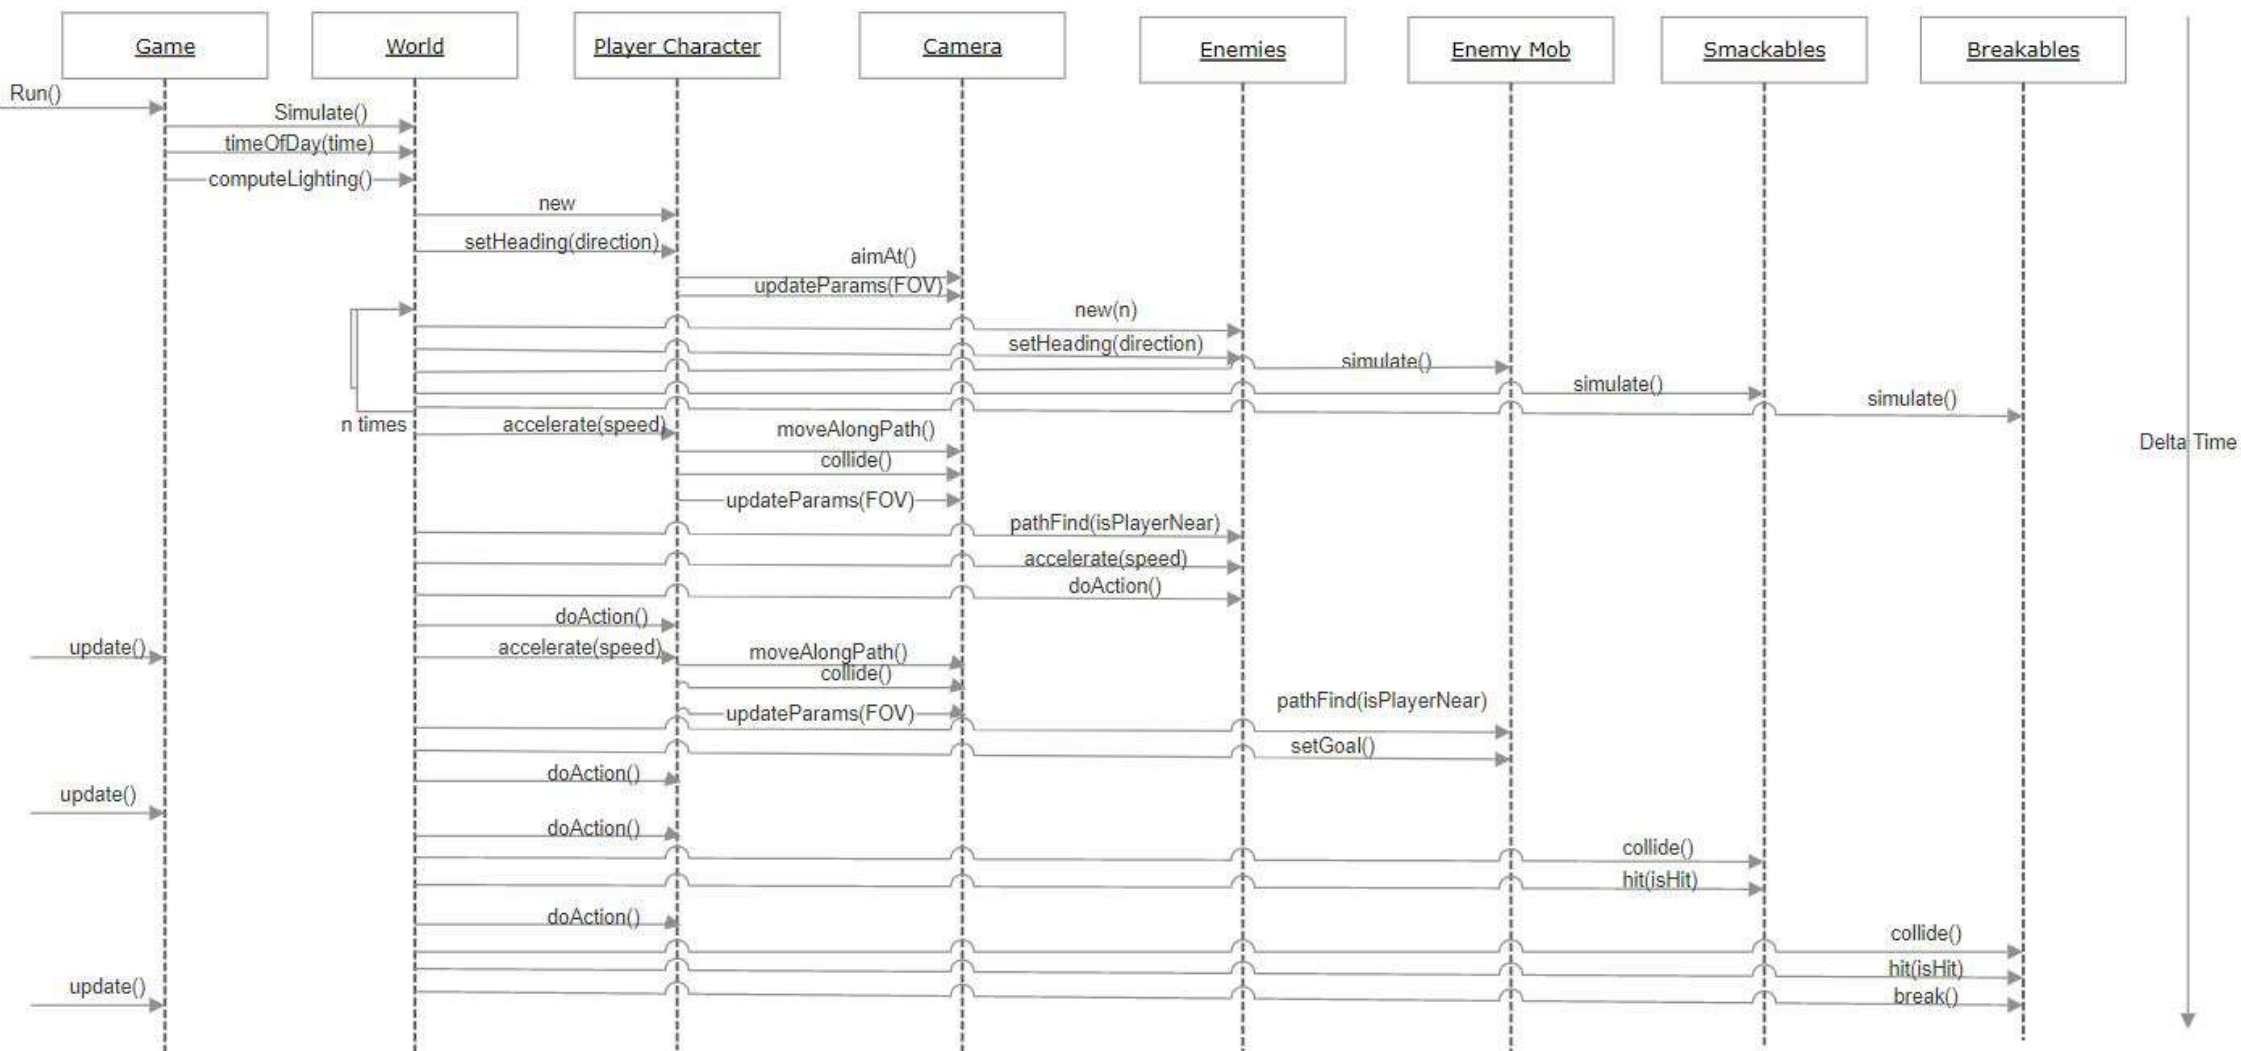 Game
World
Player Character
Camera
Enemies
Enemy Mob
Smackables
Breakables
Run()
Simulate()
timeOfDay(time)
computeLighting()
new
setHeading(direction)
aimAt()
updateParams(FOV)
new(n)
setHeading(direction)
simulate()
simulate()
simulate()
n times
accelerate(speed)
moveAlongPath()
Delta Time
collide()
updateParams(FOV)
pathFind(isPlayerNear)
accelerate(speed)
doAction()
doAction()
update()
accelerate(speed)
moveAlongPath()
collide()
pathFind(isPlayerNear)
updateParams(FOV)
setGoal()
doAction()
update()
doAction()
collide()
hit(isHit)
doAction()
collide()
hit(isHit)
update()
break()